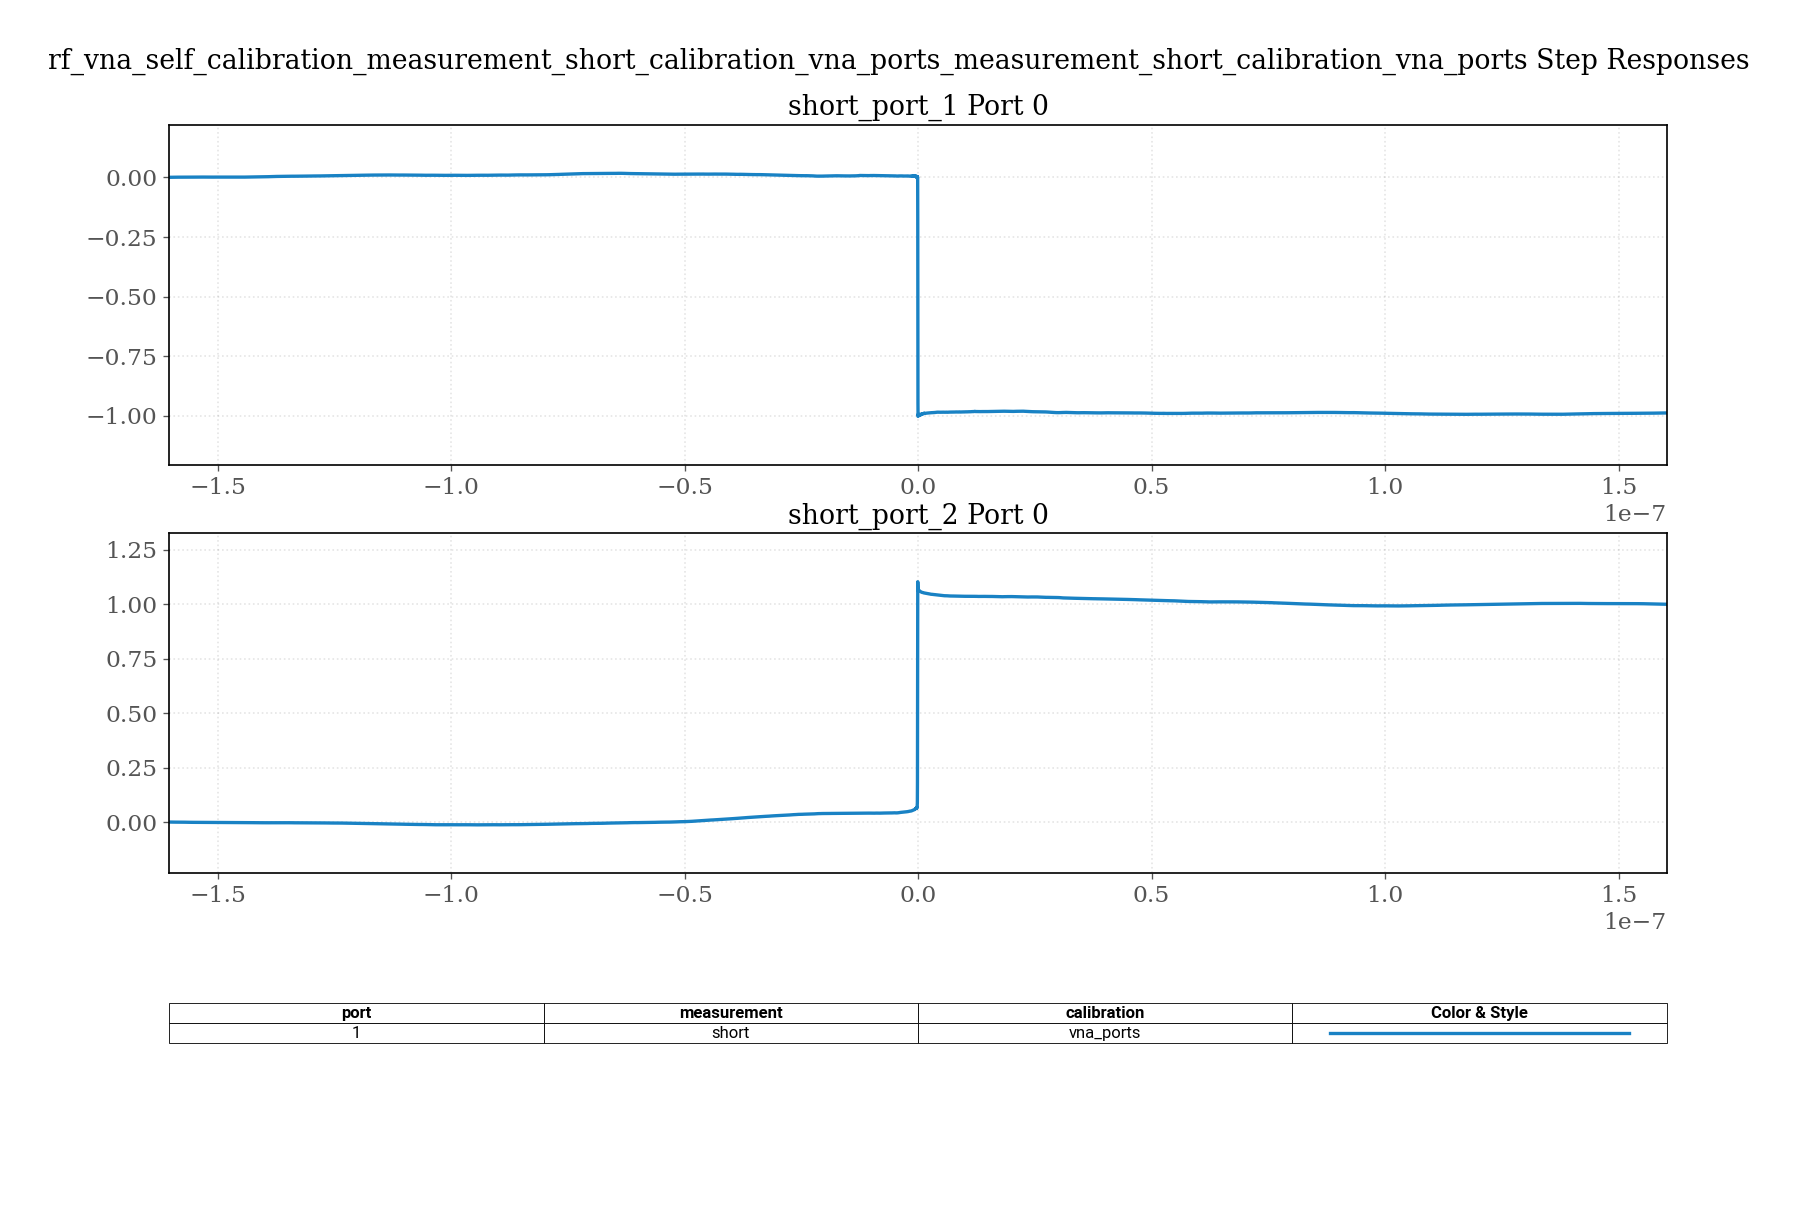 rf_vna_self_calibration_measurement_short_calibration_vna_ports_measurement_short_calibration_vna_ports Step Responses
short_port_1 Port 0
0.00
−0.25
−0.50
−0.75
−1.00
−1.5 −1.0 −0.5 0.0 0.5 1.0 1.5
1e−7
short_port_2 Port 0
1.25
1.00
0.75
0.50
0.25
0.00
−1.5 −1.0 −0.5 0.0 0.5 1.0 1.5
1e−7
port measurement calibration Color & Style
1 short vna_ports